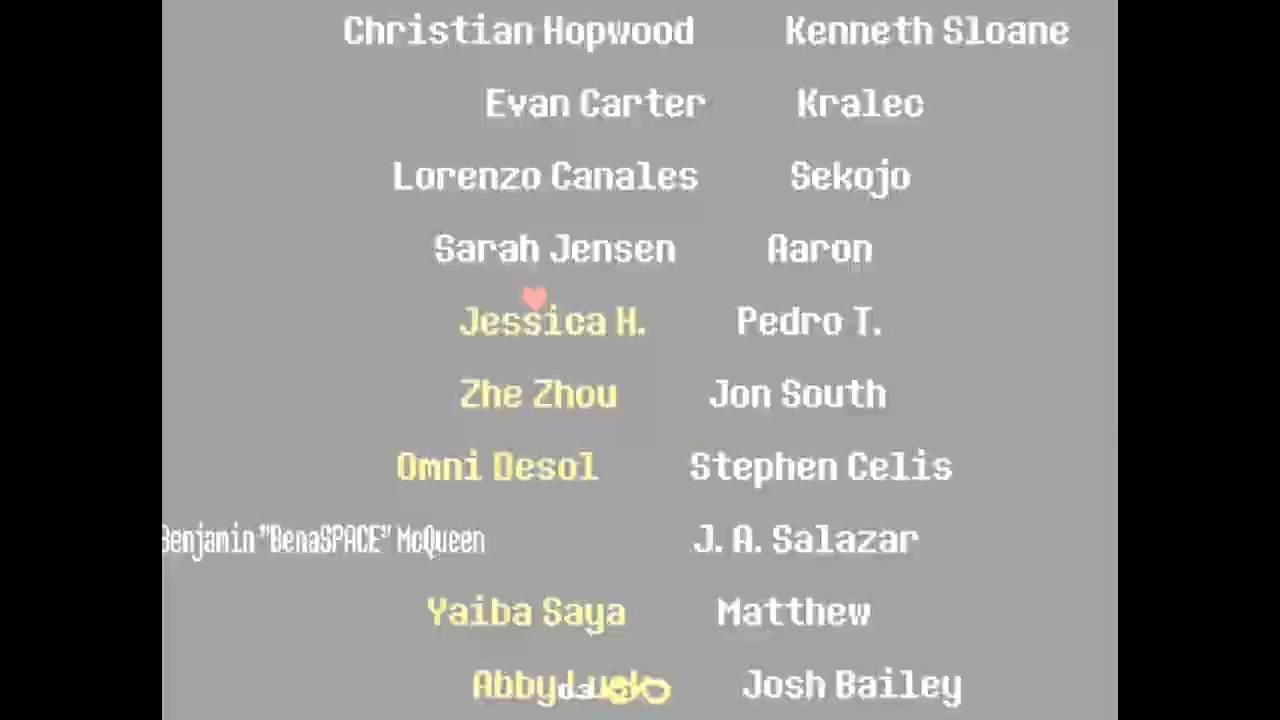 Christian Hopwood Kenneth Sloane
Evan Carter Kralec
Lorenzo Canales Sekojo
Sarah Jensen Aaron
Jessica H. Pedro T.
Zhe Zhou Jon South
Omni Desol Stephen Celis
Benjamin "BenaSPACE" McQueen J. A. Salazar
Yaiba Saya Matthew
Abby Josh Bailey